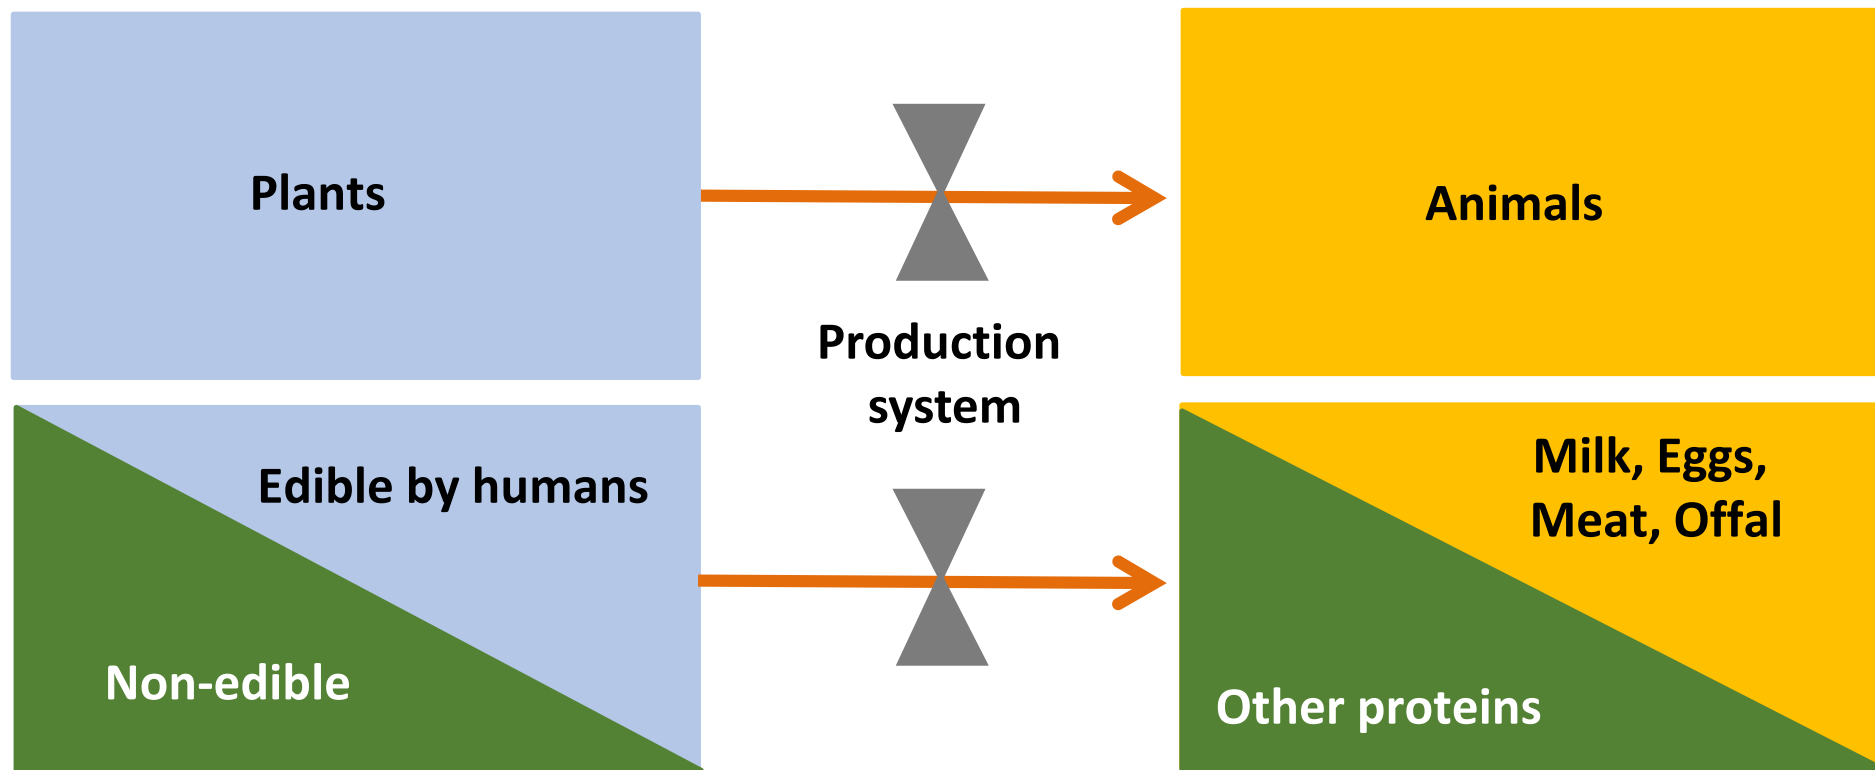 Plants
Animals
Production
system
Edible by humans
Milk, Eggs,
Meat, Offal
Non-edible
Other proteins